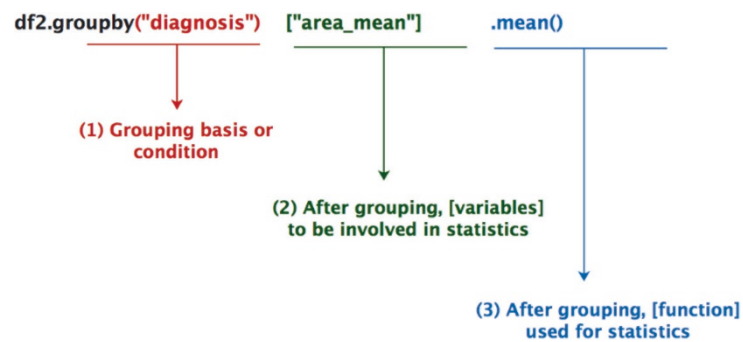 df2.groupby("diagnosis") ["area_mean"] .mean()
(1) Grouping basis or
condition
(2) After grouping, [variables]
to be involved in statistics
(3) After grouping, [function]
used for statistics